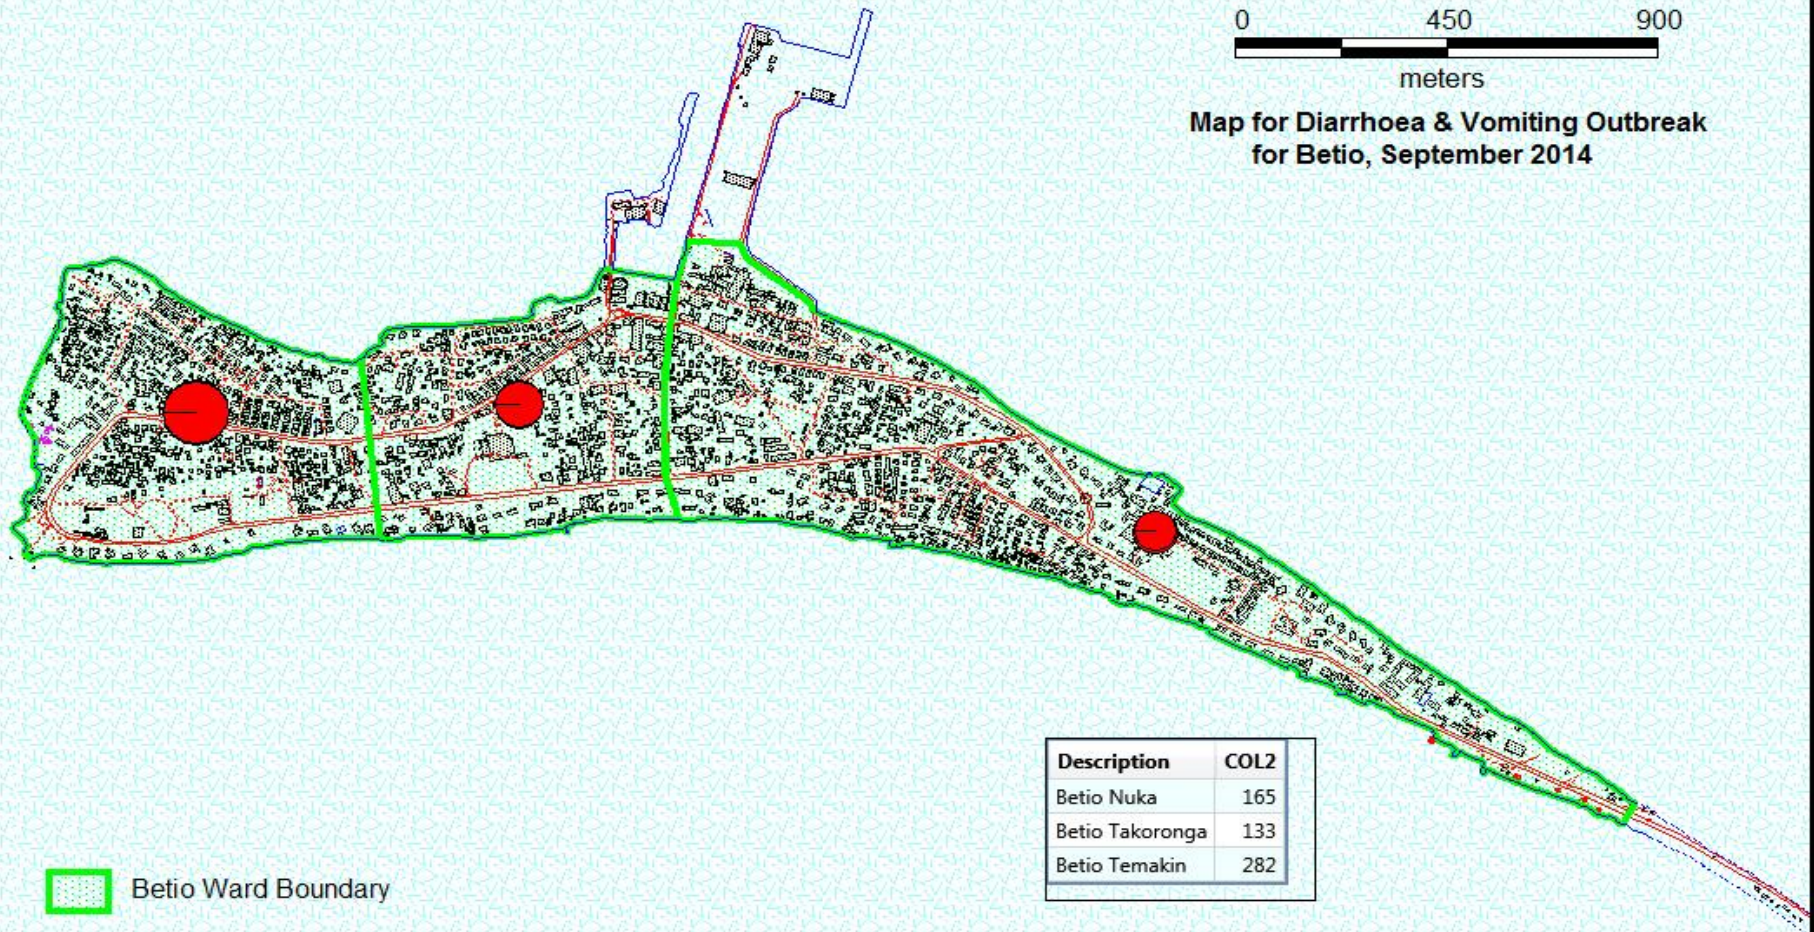 0 450 900
meters
Map for Diarrhoea & Vomiting Outbreak
for Betio, September 2014
Description COL2
Betio Nuka 165
Betio Takoronga 133
Betio Temakin 282
Betio Ward Boundary